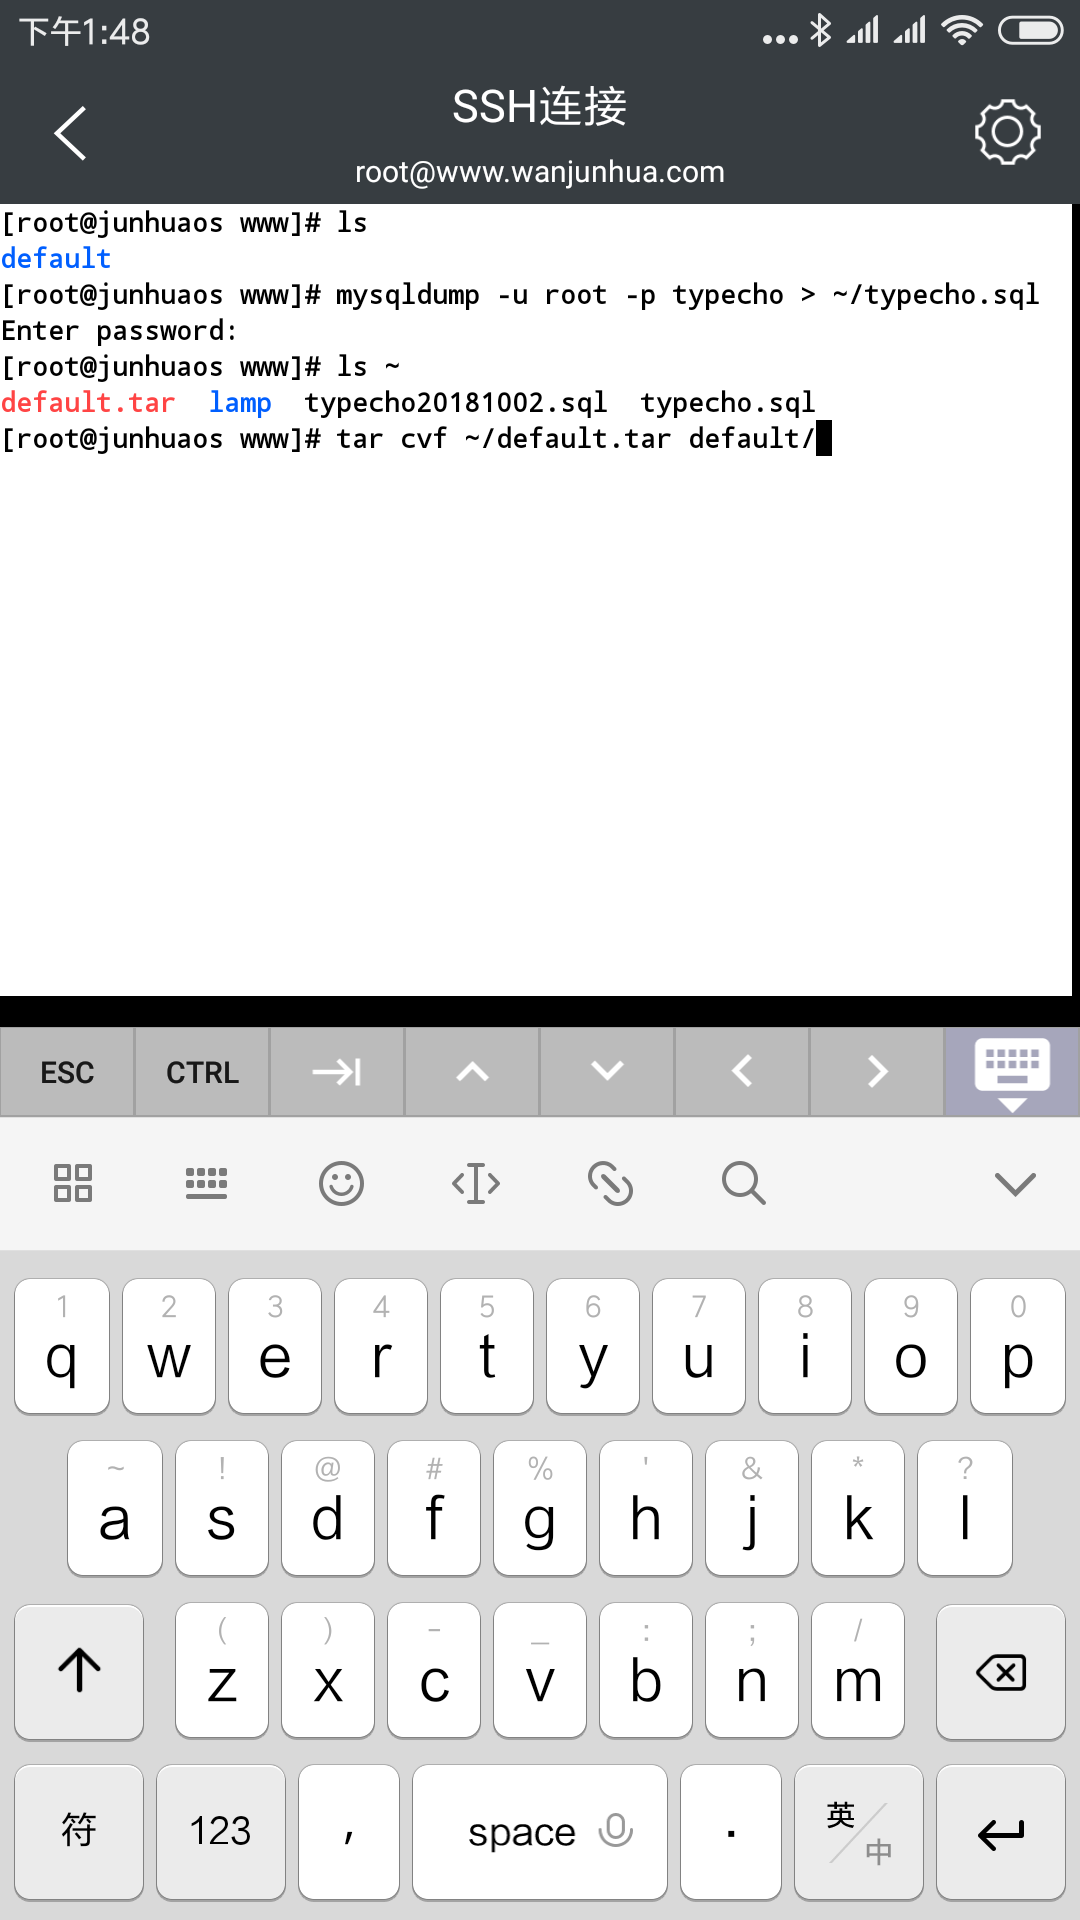 下午1:48
SSH连接
root@www.wanjunhua.com
[root@junhuaos www]# ls
default
[root@junhuaos www]# mysqldump -u root -p typecho > ~/typecho.sql
Enter password:
[root@junhuaos www]# ls ~
default.tar  lamp  typecho20181002.sql  typecho.sql
[root@junhuaos www]# tar cvf ~/default.tar default/
ESC CTRL
1 2 3 4 5 6 7 8 9 0
q w e r t y u i o p
~ ! @ # % ' & * ?
a s d f g h j k l
( ) - _ : ; /
z x c v b n m
符 123 , space . 英/中